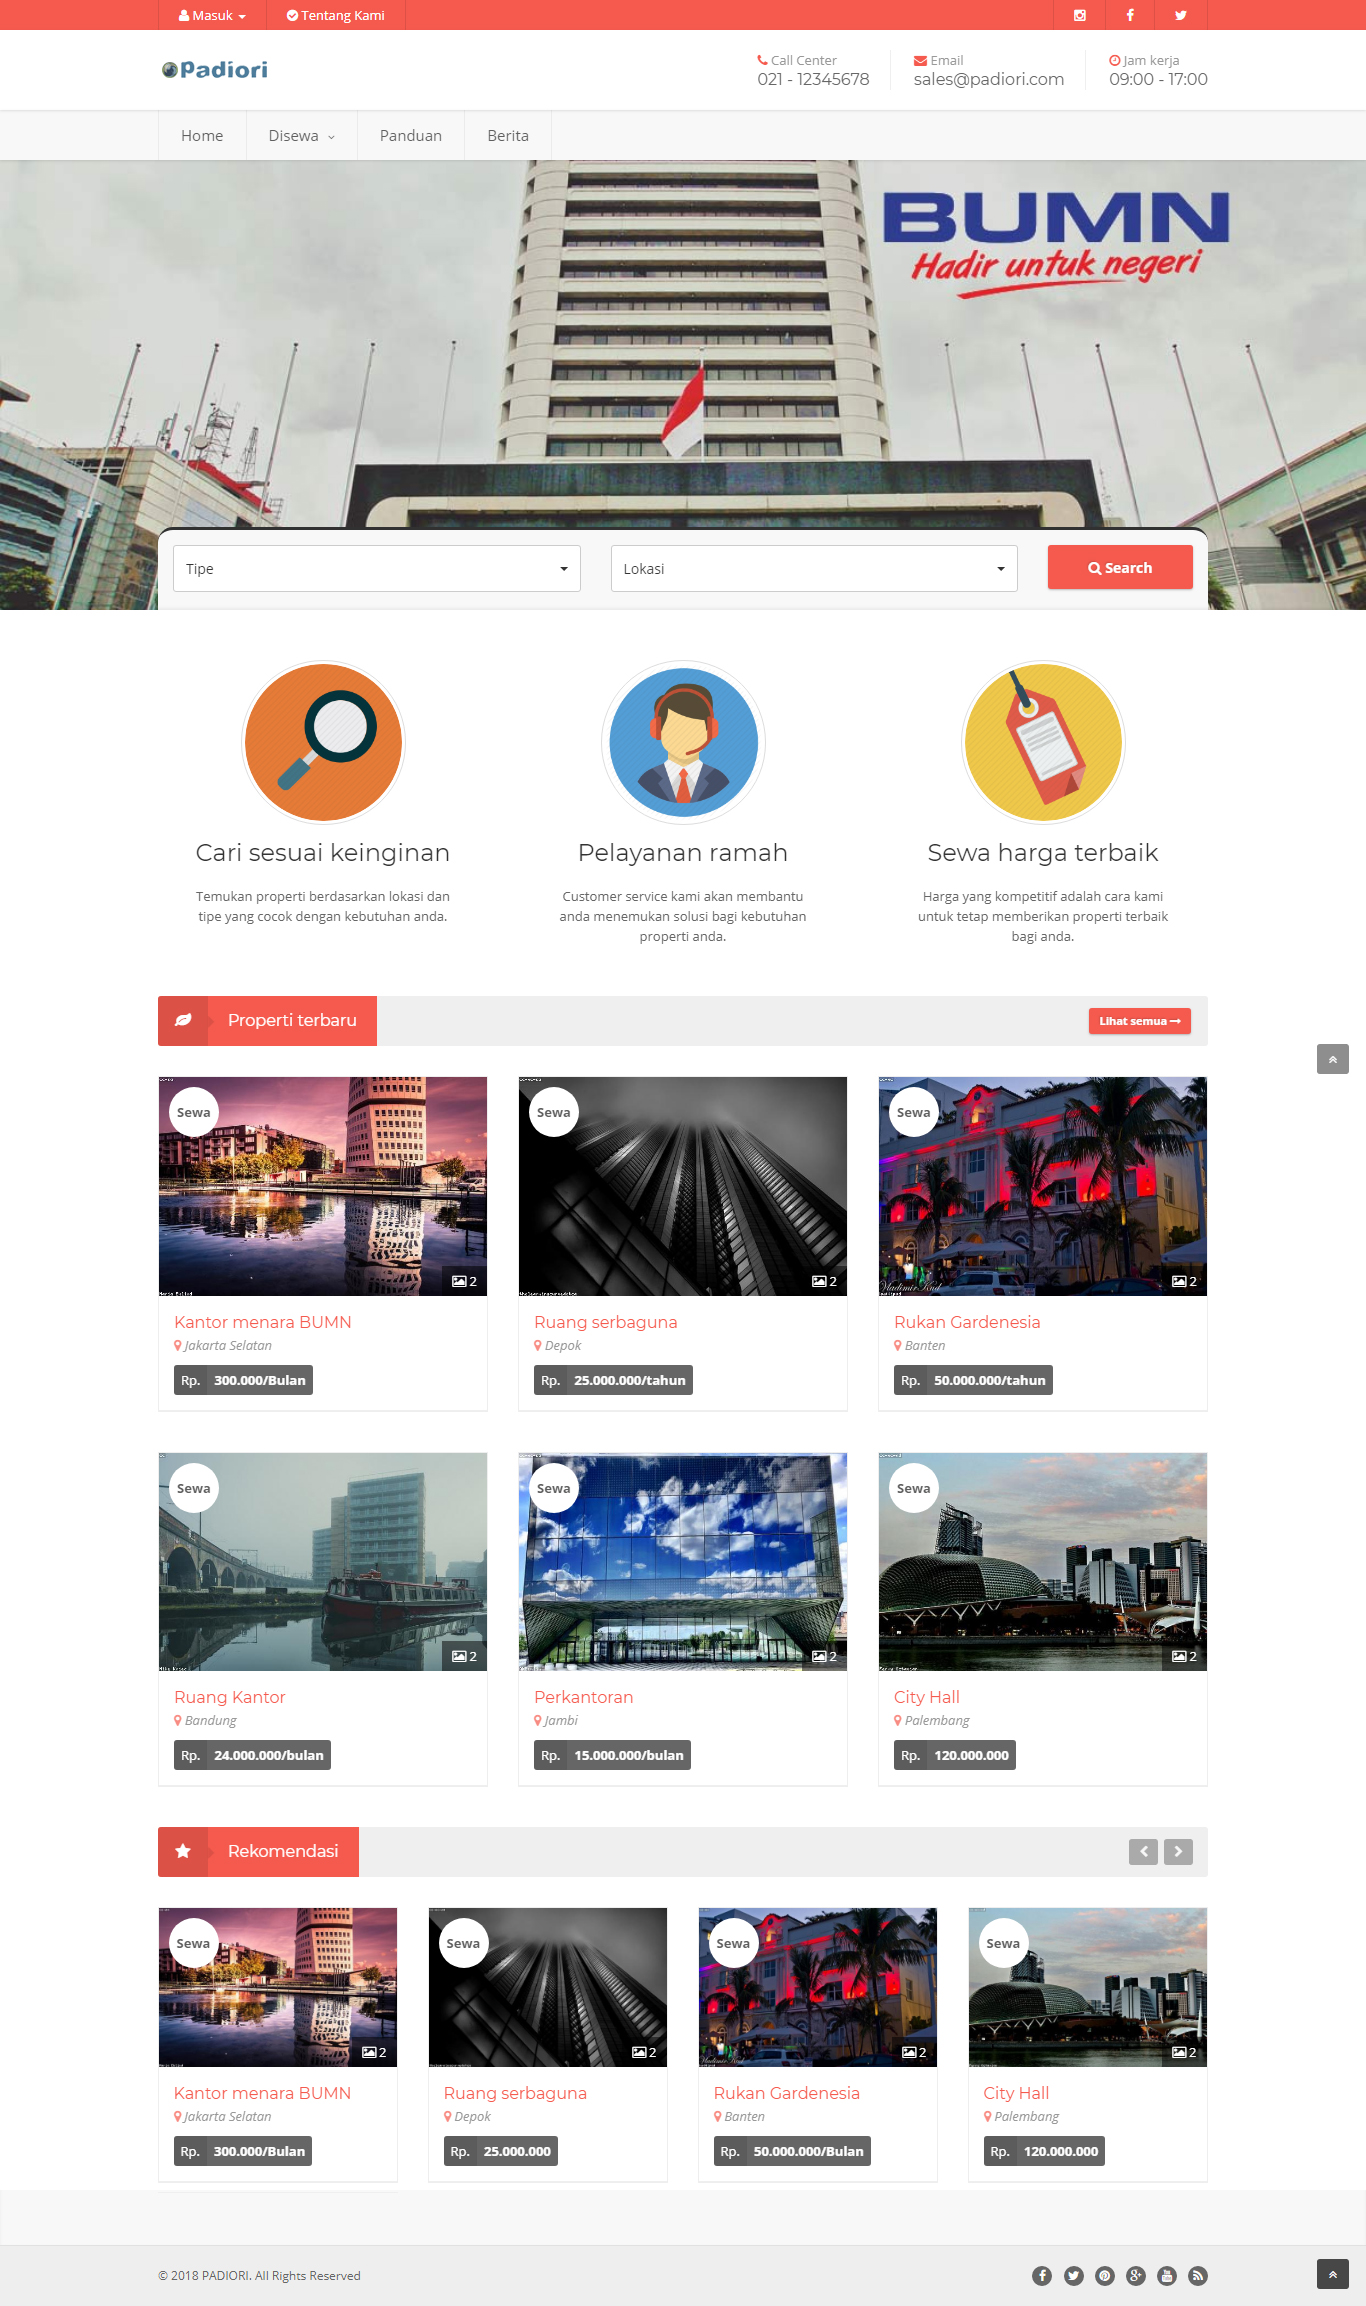 Masuk
Tentang Kami
Padiori
Call Center
021 - 12345678
Email
sales@padiori.com
Jam kerja
09:00 - 17:00
Home
Disewa
Panduan
Berita
BUMN
Hadir untuk negeri
Tipe
Lokasi
Search
Cari sesuai keinginan
Temukan properti berdasarkan lokasi dan
tipe yang cocok dengan kebutuhan anda.
Pelayanan ramah
Customer service kami akan membantu
anda menemukan solusi bagi kebutuhan
properti anda.
Sewa harga terbaik
Harga yang kompetitif adalah cara kami
untuk tetap memberikan properti terbaik
bagi anda.
Properti terbaru
Lihat semua
Sewa
2
Kantor menara BUMN
Jakarta Selatan
Rp. 300.000/Bulan
Sewa
2
Ruang serbaguna
Depok
Rp. 25.000.000/tahun
Sewa
2
Rukan Gardenesia
Banten
Rp. 50.000.000/tahun
Sewa
2
Ruang Kantor
Bandung
Rp. 24.000.000/bulan
Sewa
2
Perkantoran
Jambi
Rp. 15.000.000/bulan
Sewa
2
City Hall
Palembang
Rp. 120.000.000
Rekomendasi
Sewa
2
Kantor menara BUMN
Jakarta Selatan
Rp. 300.000/Bulan
Sewa
2
Ruang serbaguna
Depok
Rp. 25.000.000
Sewa
2
Rukan Gardenesia
Banten
Rp. 50.000.000/Bulan
Sewa
2
City Hall
Palembang
Rp. 120.000.000
© 2018 PADIORI. All Rights Reserved